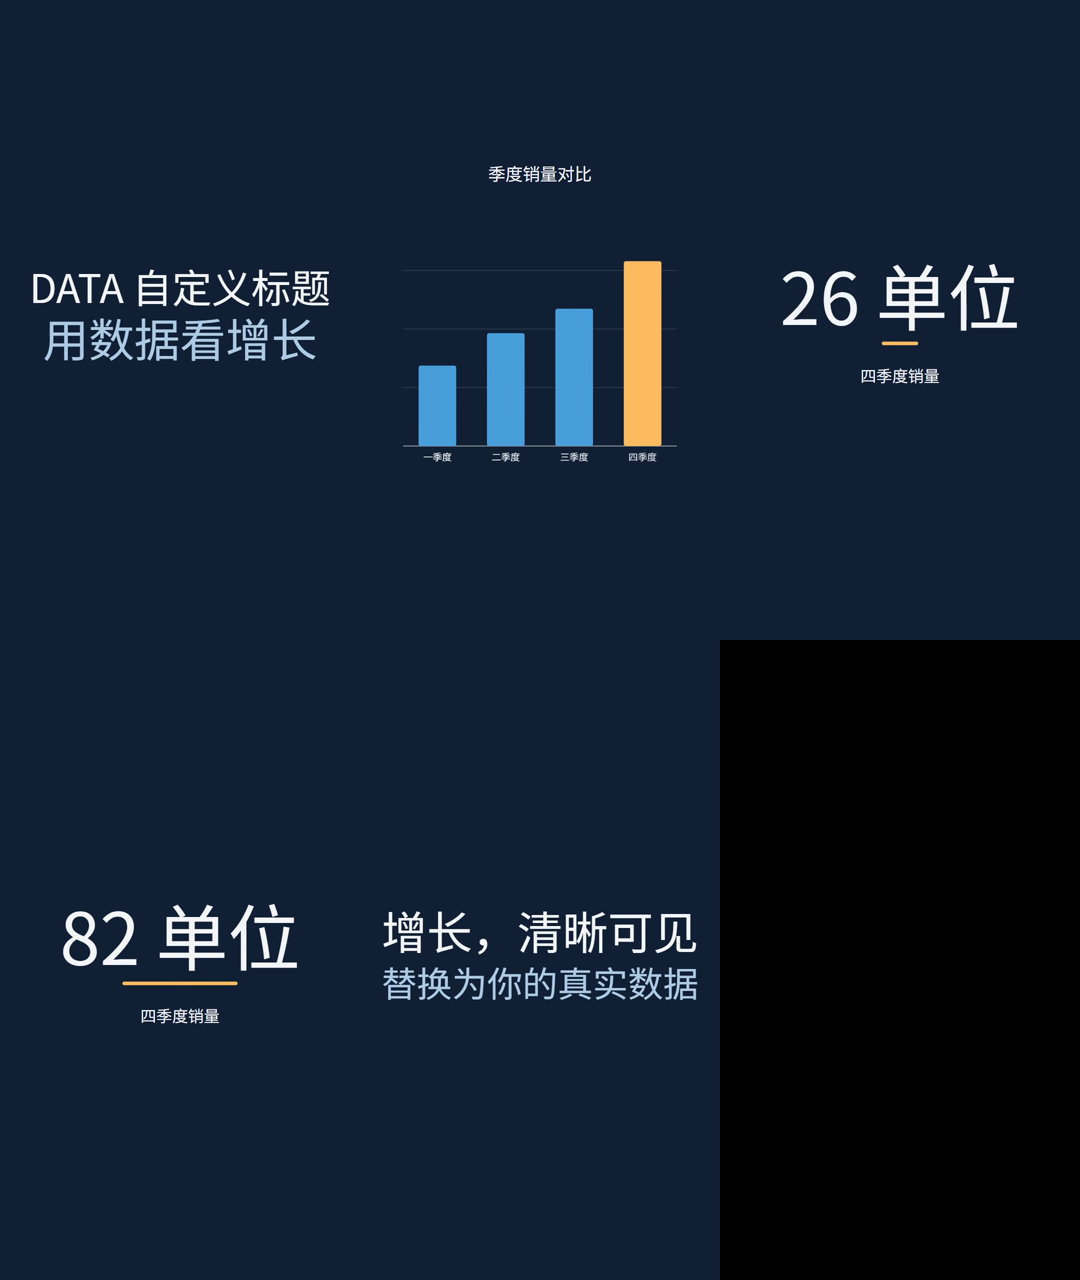 DATA 自定义标题
用数据看增长
季度销量对比
一季度
二季度
三季度
四季度
26 单位
四季度销量
82 单位
四季度销量
增长，清晰可见
替换为你的真实数据